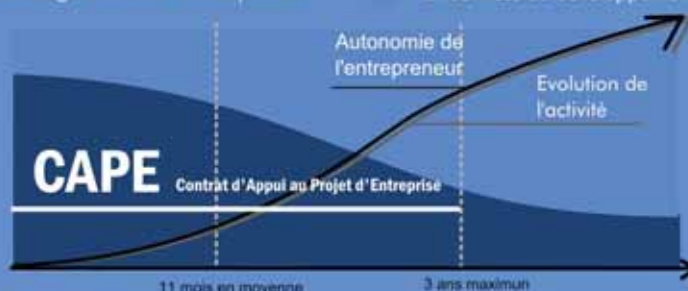 Autonomie de
l'entrepreneur
Evolution de
l'activité
CAPE Contrat d'Appui au Projet d'Entreprise
11 mois en moyenne
3 ans maximun